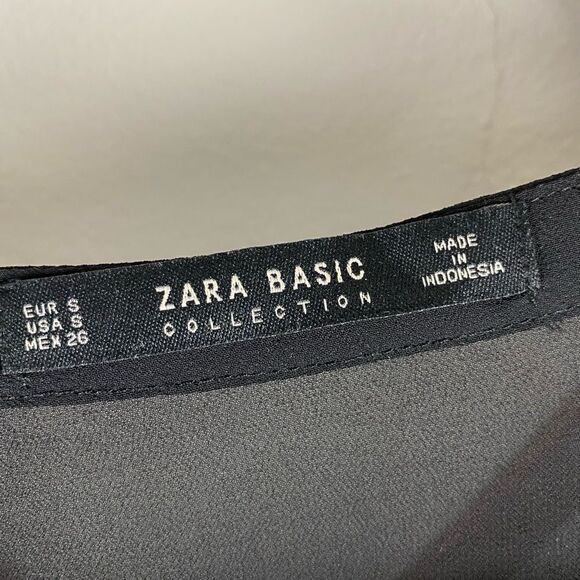 EUR S
USA S
MEX 26
ZARA BASIC
COLLECTION
MADE
IN
INDONESIA